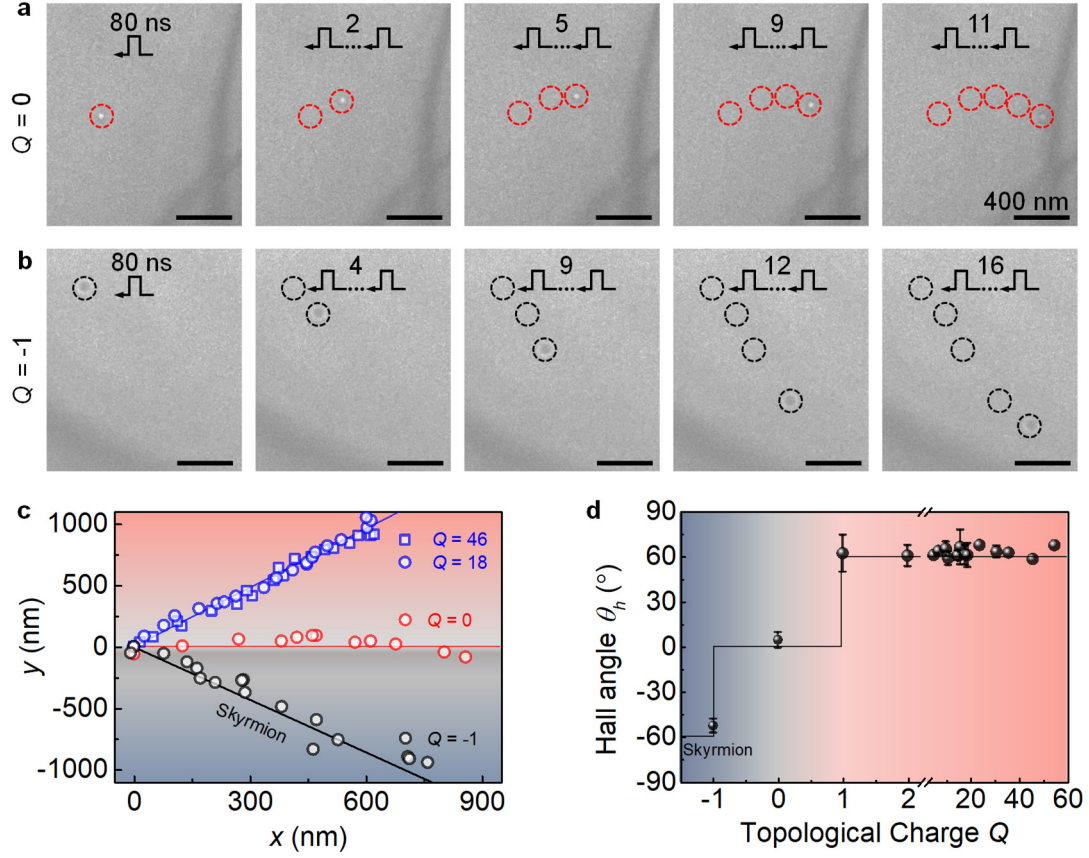 a
80 ns
2
5
9
11
Q = 0
400 nm
b
80 ns
4
9
12
16
Q = -1
c
1000
500
0
-500
-1000
y (nm)
Q = 46
Q = 18
Q = 0
Skyrmion
Q = -1
0 300 600 900
x (nm)
d
90
60
30
0
-30
-60
-90
Hall angle θh (°)
Skyrmion
-1 0 1 2 20 40 60
Topological Charge Q